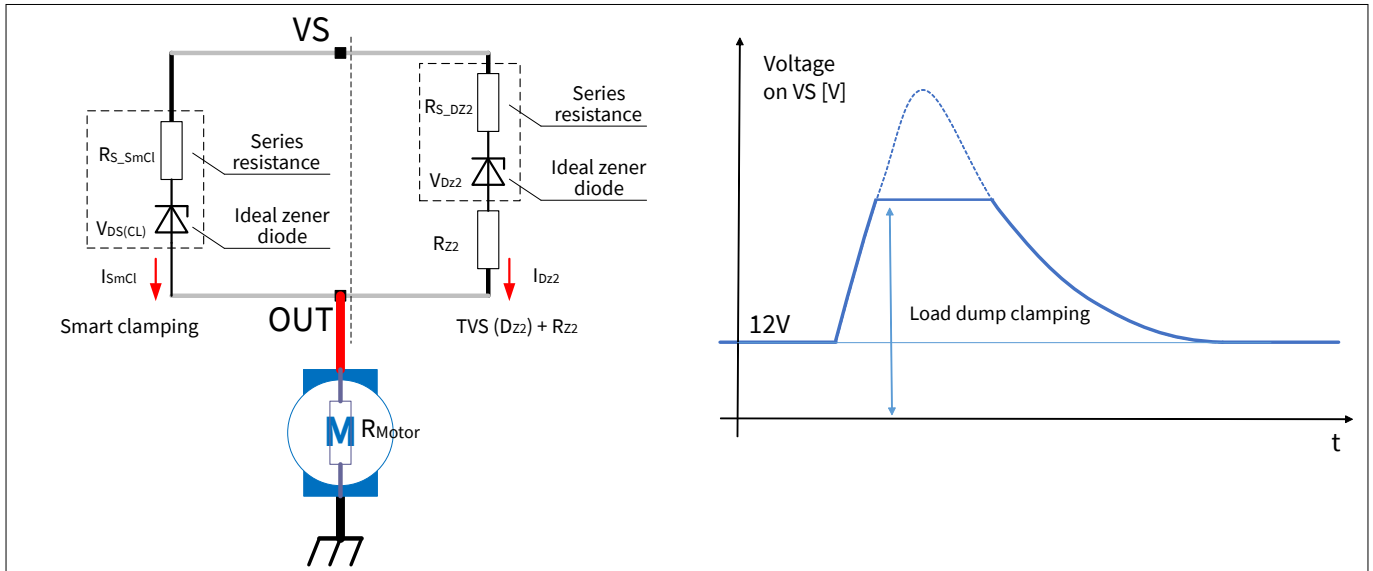 VS
RS_SmCl
Series
resistance
VDS(CL)
Ideal zener
diode
ISmCl
Smart clamping
OUT
RS_DZ2
Series
resistance
VDz2
Ideal zener
diode
RZ2
IDz2
TVS (DZ2) + RZ2
M
RMotor
Voltage
on VS [V]
12V
Load dump clamping
t